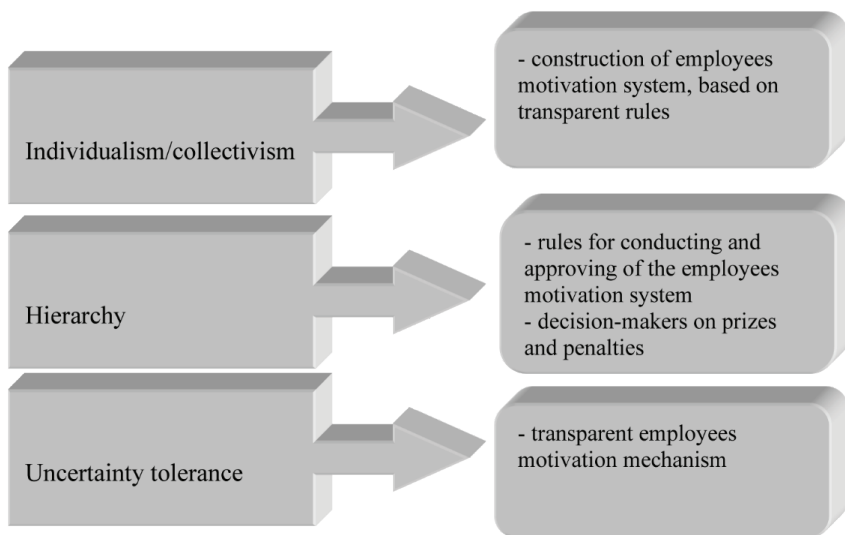 Individualism/collectivism
- construction of employees
motivation system, based on
transparent rules
Hierarchy
- rules for conducting and
approving of the employees
motivation system
- decision-makers on prizes
and penalties
Uncertainty tolerance
- transparent employees
motivation mechanism